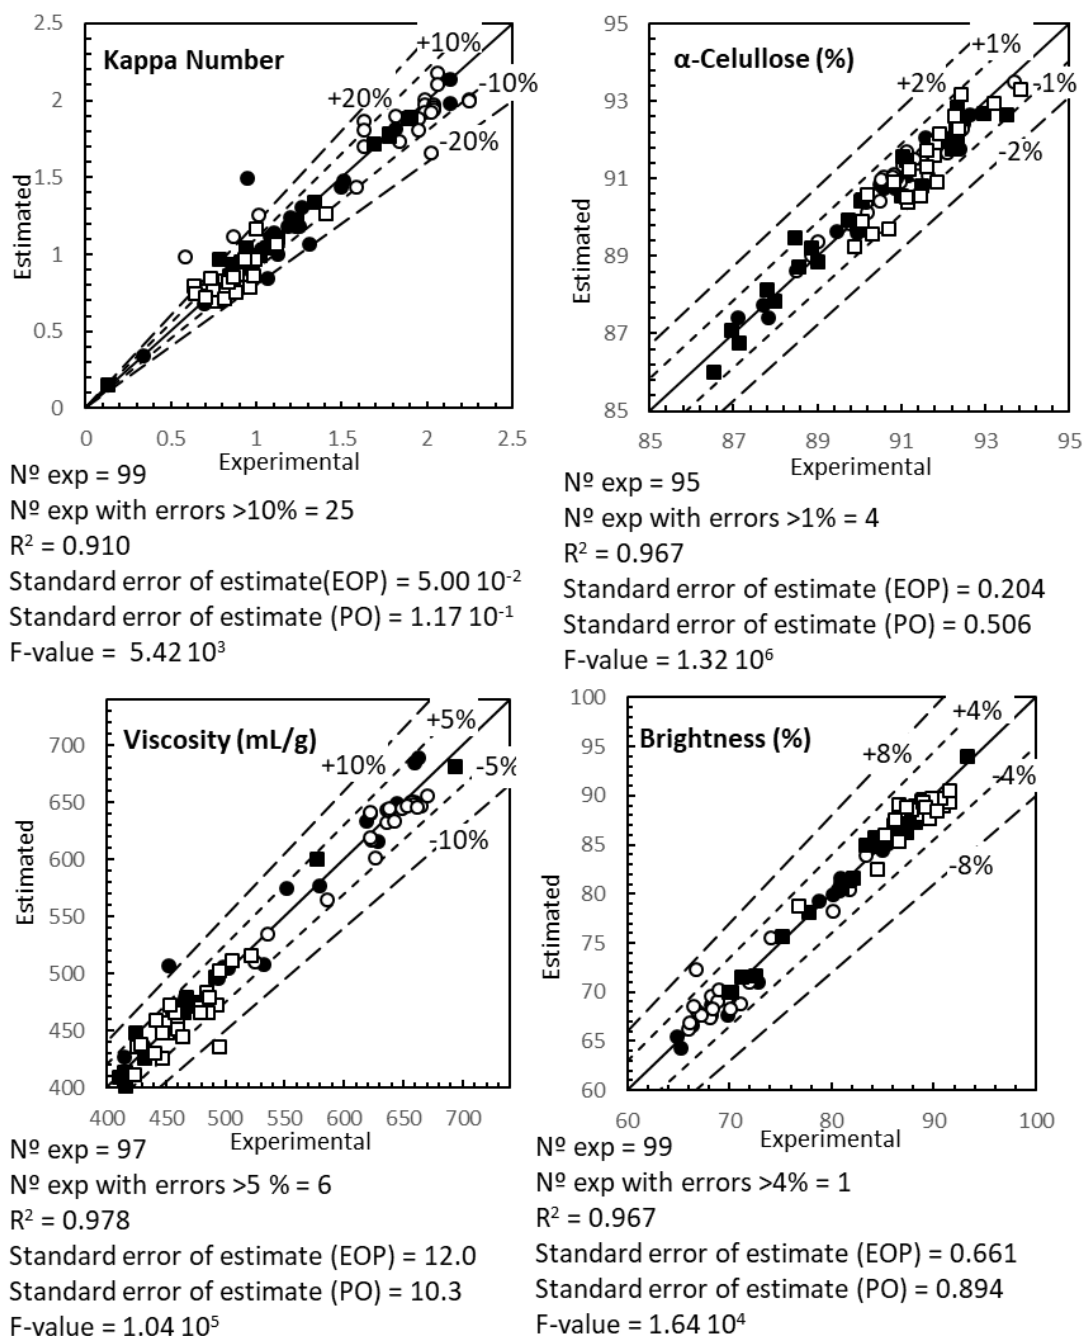 2.5
2
1.5
1
0.5
0
Estimated
Kappa Number
+10%
-10%
+20%
-20%
0 0.5 1 1.5 2 2.5
Experimental
Nº exp = 99
Nº exp with errors >10% = 25
R² = 0.910
Standard error of estimate(EOP) = 5.00 10⁻²
Standard error of estimate (PO) = 1.17 10⁻¹
F-value = 5.42 10³
95
93
91
89
87
85
Estimated
α-Celullose (%)
+1%
+2%
-1%
-2%
85 87 89 91 93 95
Experimental
Nº exp = 95
Nº exp with errors >1% = 4
R² = 0.967
Standard error of estimate (EOP) = 0.204
Standard error of estimate (PO) = 0.506
F-value = 1.32 10⁶
700
650
600
550
500
450
400
Estimated
Viscosity (mL/g)
+5%
+10%
-5%
-10%
400 450 500 550 600 650 700
Experimental
Nº exp = 97
Nº exp with errors >5 % = 6
R² = 0.978
Standard error of estimate (EOP) = 12.0
Standard error of estimate (PO) = 10.3
F-value = 1.04 10⁵
100
95
90
85
80
75
70
65
60
Estimated
Brightness (%)
+4%
+8%
-4%
-8%
60 70 80 90 100
Experimental
Nº exp = 99
Nº exp with errors >4% = 1
R² = 0.967
Standard error of estimate (EOP) = 0.661
Standard error of estimate (PO) = 0.894
F-value = 1.64 10⁴